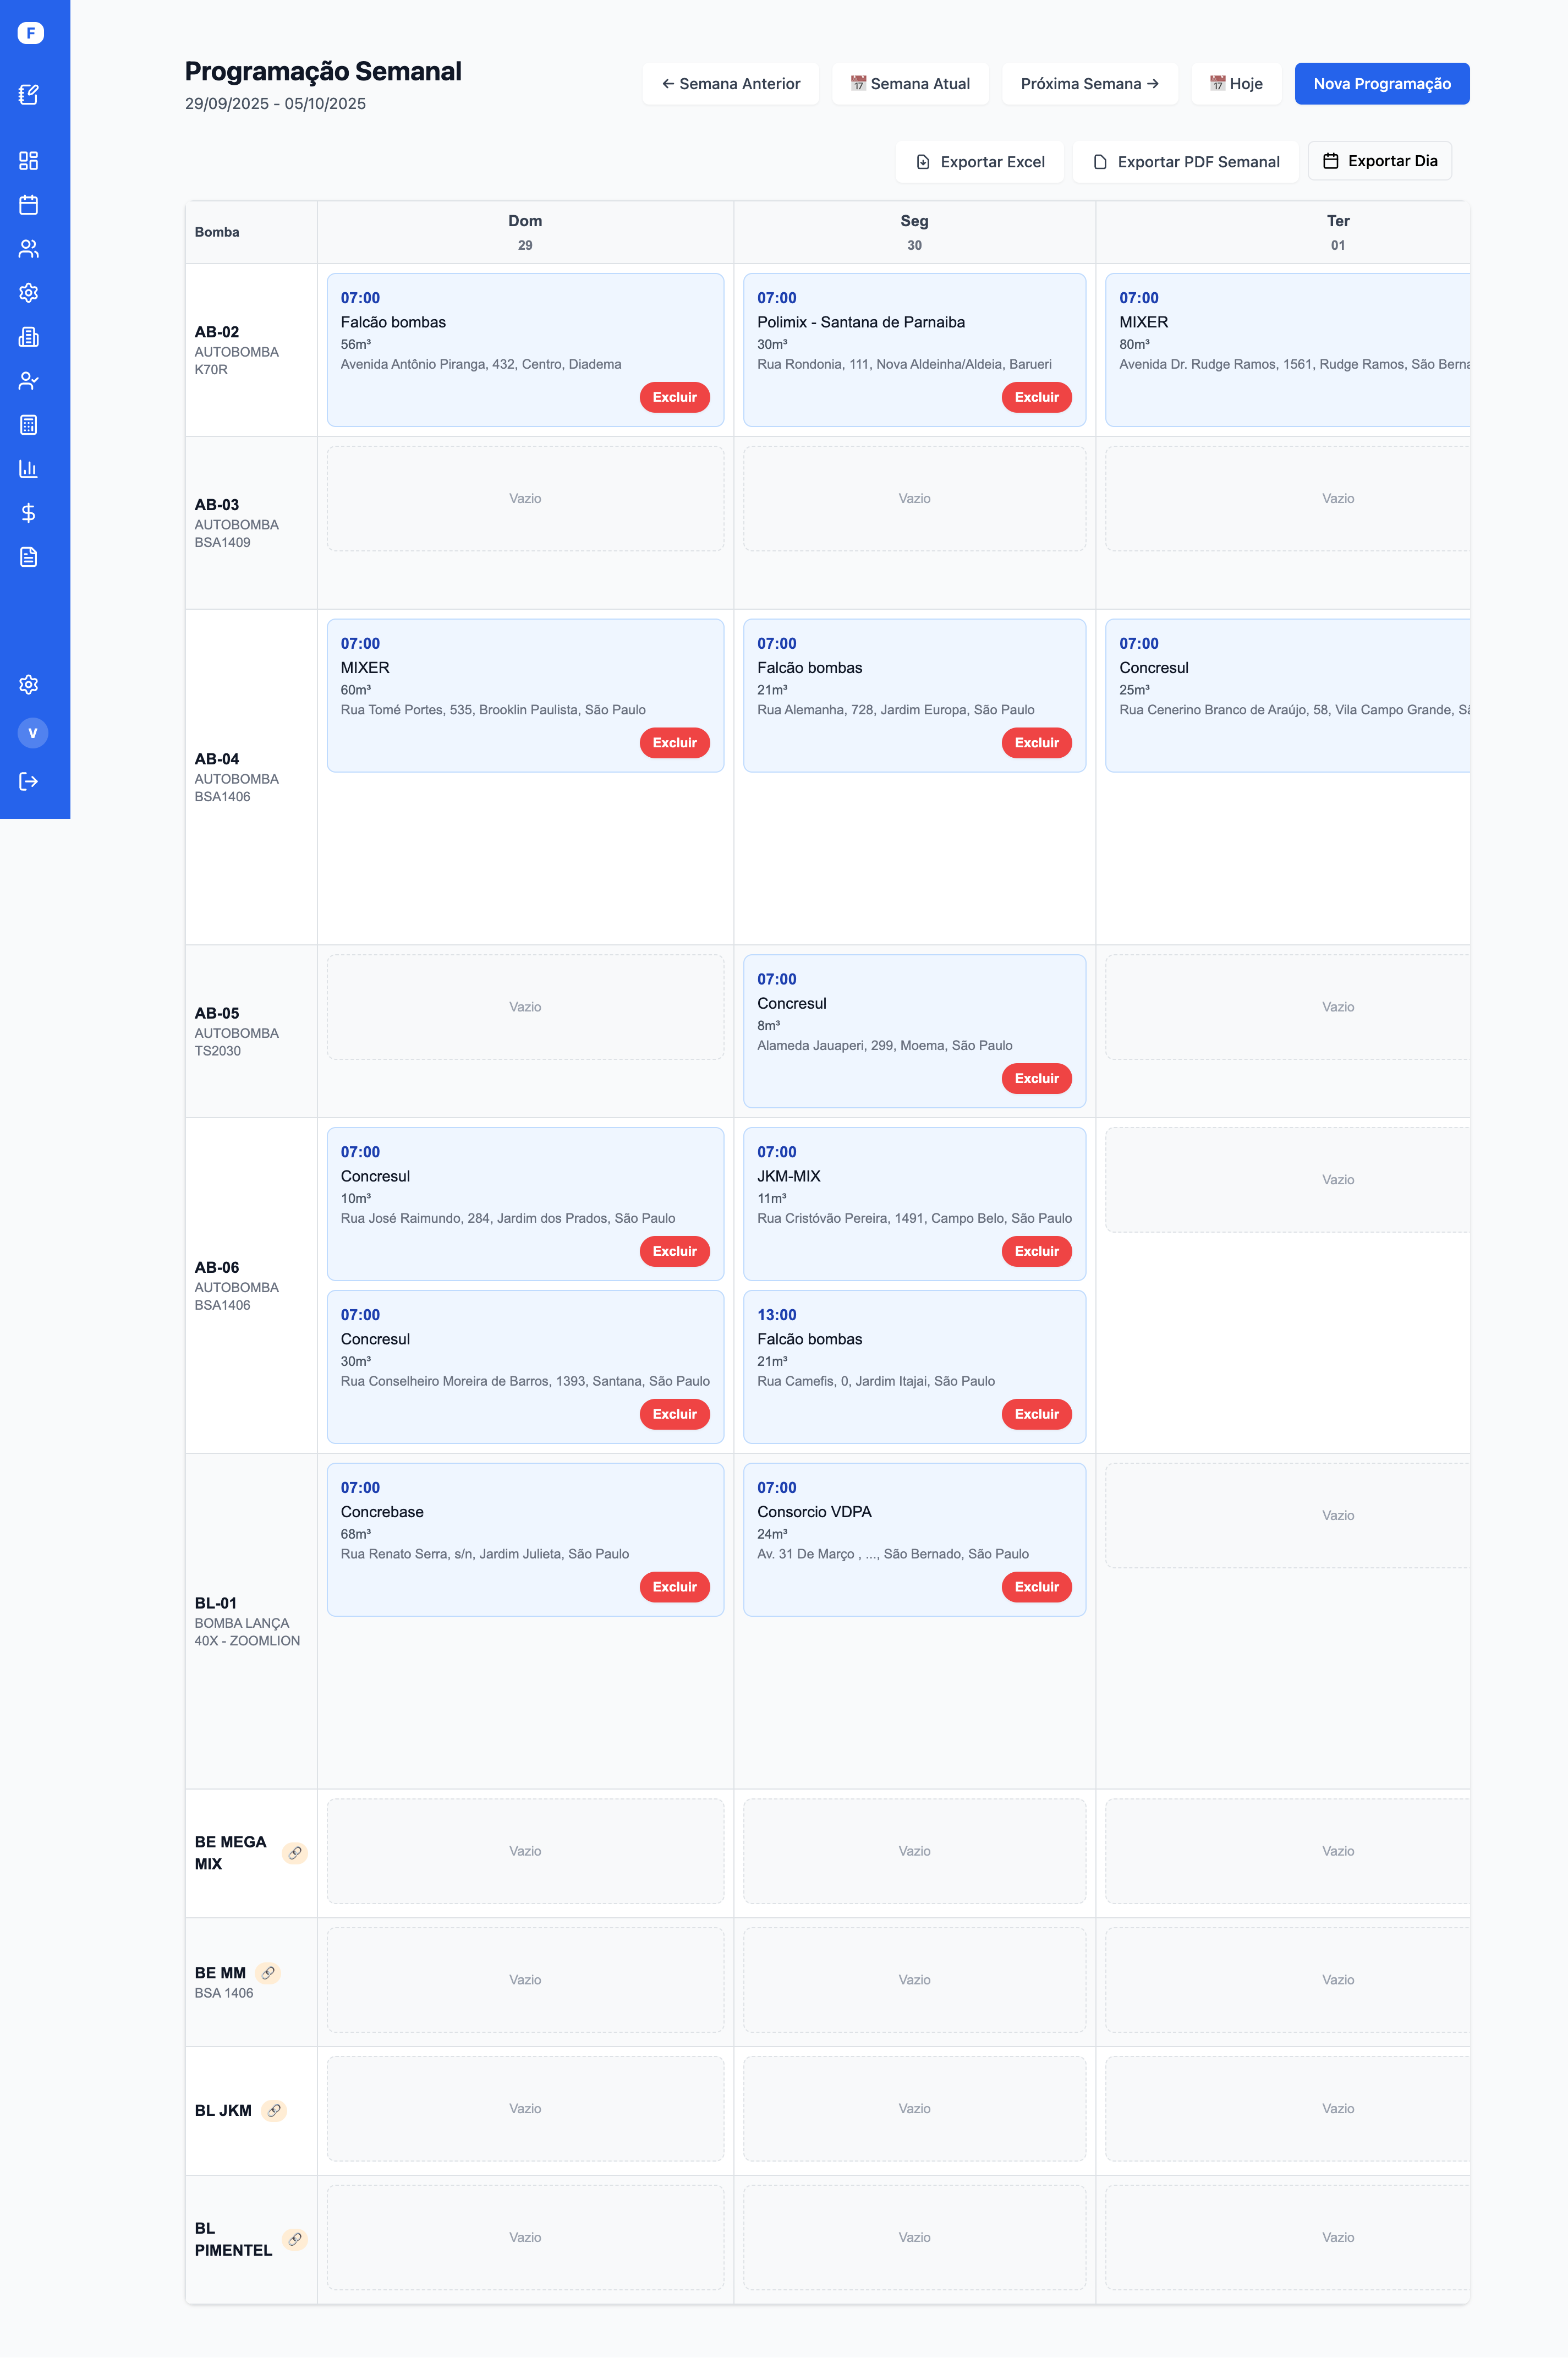 F
Programação Semanal
29/09/2025 - 05/10/2025
← Semana Anterior
📅 Semana Atual
Próxima Semana →
📅 Hoje
Nova Programação
Exportar Excel
Exportar PDF Semanal
Exportar Dia
Bomba
Dom
29
Seg
30
Ter
01
AB-02
AUTOBOMBA
K70R
07:00
Falcão bombas
56m³
Avenida Antônio Piranga, 432, Centro, Diadema
Excluir
07:00
Polimix - Santana de Parnaiba
30m³
Rua Rondonia, 111, Nova Aldeinha/Aldeia, Barueri
Excluir
07:00
MIXER
80m³
Avenida Dr. Rudge Ramos, 1561, Rudge Ramos, São Berna
AB-03
AUTOBOMBA
BSA1409
Vazio
Vazio
Vazio
AB-04
AUTOBOMBA
BSA1406
07:00
MIXER
60m³
Rua Tomé Portes, 535, Brooklin Paulista, São Paulo
Excluir
07:00
Falcão bombas
21m³
Rua Alemanha, 728, Jardim Europa, São Paulo
Excluir
07:00
Concresul
25m³
Rua Cenerino Branco de Araújo, 58, Vila Campo Grande, Sã
V
AB-05
AUTOBOMBA
TS2030
Vazio
07:00
Concresul
8m³
Alameda Jauaperi, 299, Moema, São Paulo
Excluir
Vazio
AB-06
AUTOBOMBA
BSA1406
07:00
Concresul
10m³
Rua José Raimundo, 284, Jardim dos Prados, São Paulo
Excluir
07:00
Concresul
30m³
Rua Conselheiro Moreira de Barros, 1393, Santana, São Paulo
Excluir
07:00
JKM-MIX
11m³
Rua Cristóvão Pereira, 1491, Campo Belo, São Paulo
Excluir
13:00
Falcão bombas
21m³
Rua Camefis, 0, Jardim Itajai, São Paulo
Excluir
Vazio
BL-01
BOMBA LANÇA
40X - ZOOMLION
07:00
Concrebase
68m³
Rua Renato Serra, s/n, Jardim Julieta, São Paulo
Excluir
07:00
Consorcio VDPA
24m³
Av. 31 De Março , ..., São Bernado, São Paulo
Excluir
Vazio
BE MEGA
MIX
Vazio
Vazio
Vazio
BE MM
BSA 1406
Vazio
Vazio
Vazio
BL JKM
Vazio
Vazio
Vazio
BL
PIMENTEL
Vazio
Vazio
Vazio